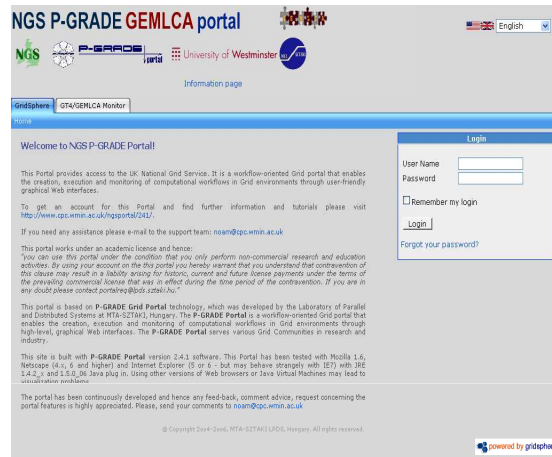 NGS P-GRADE GEMLCA portal
English
NGS
P-GRADE
portal
University of Westminster
Information page
GridSphere
GT4/GEMLCA Monitor
Home
Welcome to NGS P-GRADE Portal!
This Portal provides access to the UK National Grid Service. It is a workflow-oriented Grid portal that enables
the creation, execution and monitoring of computational workflows in Grid environments through user-friendly
graphical Web interfaces.
To get an account for this Portal and find further information and tutorials please visit
http://www.cpc.wmin.ac.uk/ngsportal/241/.
If you need any assistance please e-mail to the support team: noam@cpc.wmin.ac.uk
This portal works under an academic license and hence:
"you can use this portal under the condition that you only perform non-commercial research and education
activities. By using your account on the this portal you hereby warrant that you understand that contravention of
this clause may result in a liability arising for historic, current and future license payments under the terms of
the prevailing commercial license that was in effect during the time period of the contravention. If you are in
any doubt please contact portalreq@lpds.sztaki.hu."
This portal is based on P-GRADE Grid Portal technology, which was developed by the Laboratory of Parallel
and Distributed Systems at MTA-SZTAKI, Hungary. The P-GRADE Portal is a workflow-oriented Grid portal that
enables the creation, execution and monitoring of computational workflows in Grid environments through
high-level, graphical Web interfaces. The P-GRADE Portal serves various Grid Communities in research and
industry.
This site is built with P-GRADE Portal version 2.4.1 software. This Portal has been tested with Mozilla 1.6,
Netscape (4.x, 6 and higher) and Internet Explorer (5 or 6 - but may behave strangely with IE7) with JRE
1.4.2_x and 1.5.0_06 Java plug in. Using other versions of Web browsers or Java Virtual Machines may lead to
visualization problems
The portal has been continuously developed and hence any feed-back, comment advice, request concerning the
portal features is highly appreciated. Please, send your comments to noam@cpc.wmin.ac.uk
© Copyright 2004-2006, MTA-SZTAKI LPDS, Hungary. All rights reserved.
Login
User Name
Password
Remember my login
Login
Forgot your password?
powered by gridspher